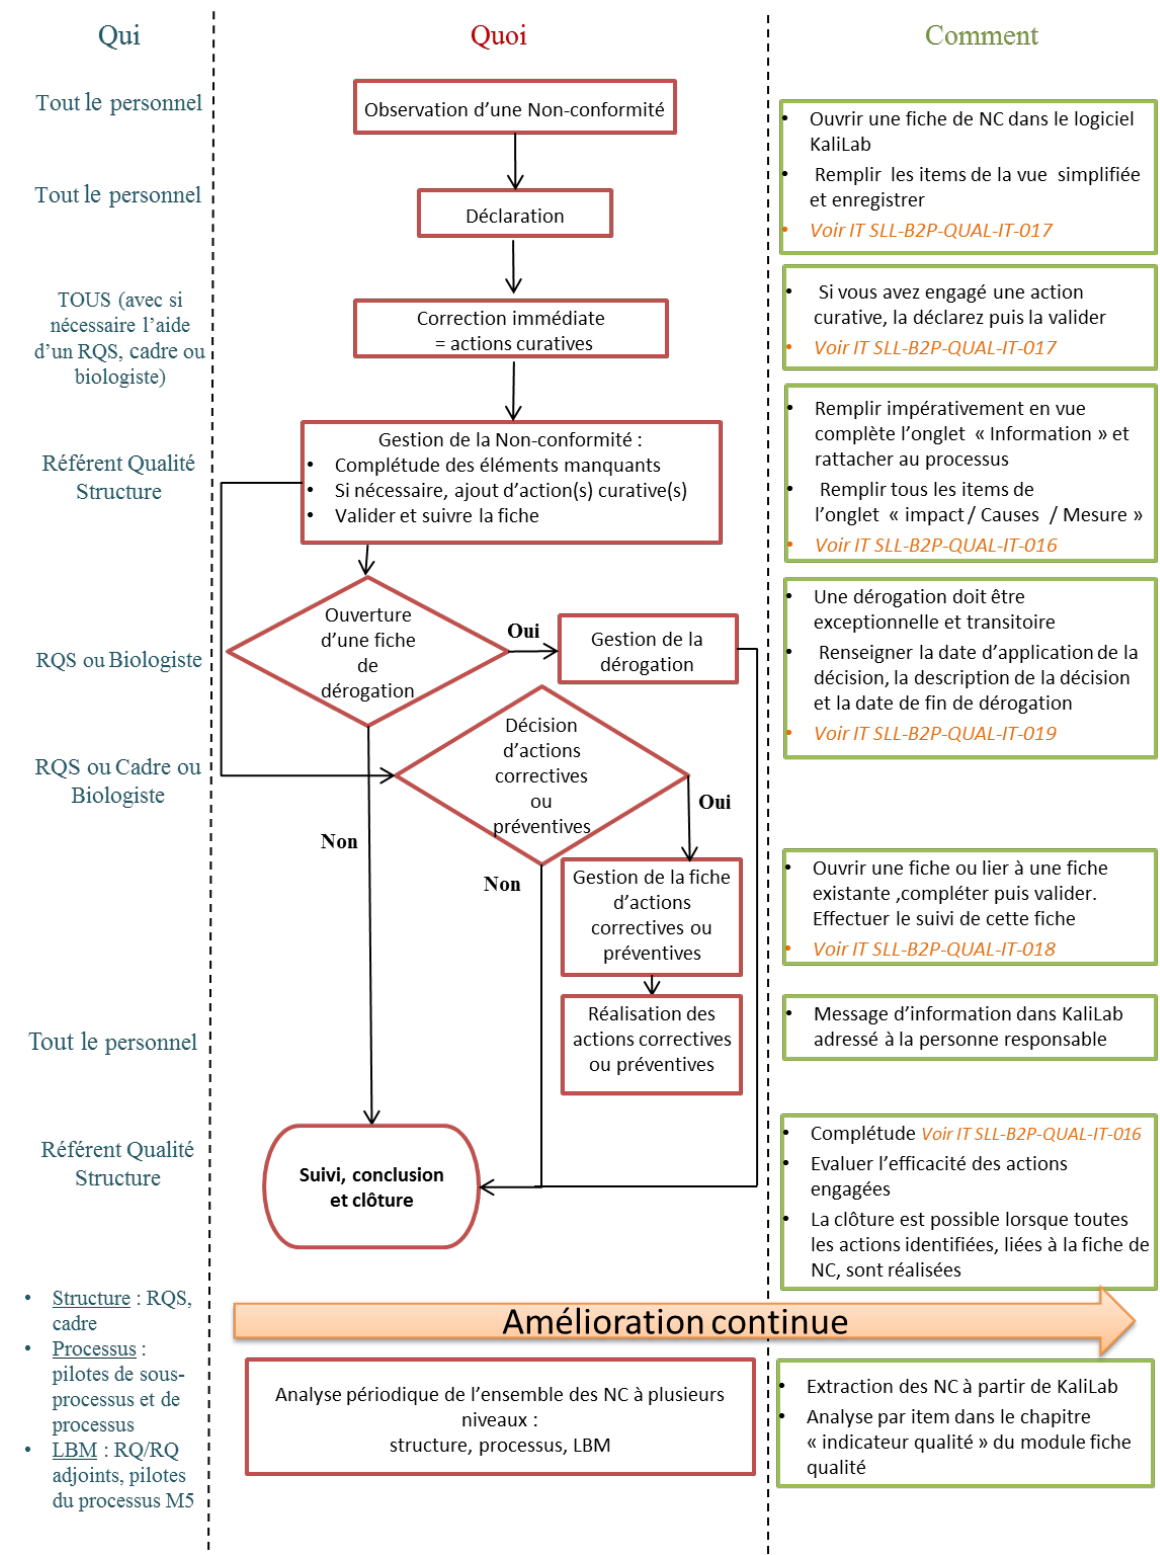 Qui
Quoi
Comment
Tout le personnel
Observation d’une Non-conformité
• Ouvrir une fiche de NC dans le logiciel
KaliLab
• Remplir les items de la vue simplifiée
et enregistrer
• Voir IT SLL-B2P-QUAL-IT-017
Tout le personnel
Déclaration
TOUS (avec si
nécessaire l’aide
d’un RQS, cadre ou
biologiste)
Correction immédiate
= actions curatives
• Si vous avez engagé une action
curative, la déclarez puis la valider
• Voir IT SLL-B2P-QUAL-IT-017
Référent Qualité
Structure
Gestion de la Non-conformité :
• Complétude des éléments manquants
• Si nécessaire, ajout d’action(s) curative(s)
• Valider et suivre la fiche
• Remplir impérativement en vue
complète l’onglet « Information » et
rattacher au processus
• Remplir tous les items de
l’onglet « impact / Causes / Mesure »
• Voir IT SLL-B2P-QUAL-IT-016
RQS ou Biologiste
Ouverture
d’une fiche
de
dérogation
Oui
Gestion de la
dérogation
• Une dérogation doit être
exceptionnelle et transitoire
• Renseigner la date d’application de la
décision, la description de la décision
et la date de fin de dérogation
• Voir IT SLL-B2P-QUAL-IT-019
RQS ou Cadre ou
Biologiste
Décision
d’actions
correctives
ou
préventives
Oui
Non
Non
Gestion de la fiche
d’actions
correctives ou
préventives
• Ouvrir une fiche ou lier à une fiche
existante ,compléter puis valider.
Effectuer le suivi de cette fiche
• Voir IT SLL-B2P-QUAL-IT-018
Tout le personnel
Réalisation des
actions correctives
ou préventives
• Message d’information dans KaliLab
adressé à la personne responsable
Référent Qualité
Structure
Suivi, conclusion
et clôture
• Complétude Voir IT SLL-B2P-QUAL-IT-016
• Evaluer l’efficacité des actions
engagées
• La clôture est possible lorsque toutes
les actions identifiées, liées à la fiche de
NC, sont réalisées
Amélioration continue
• Structure : RQS,
cadre
• Processus :
pilotes de sous-
processus et de
processus
• LBM : RQ/RQ
adjoints, pilotes
du processus M5
Analyse périodique de l’ensemble des NC à plusieurs
niveaux :
structure, processus, LBM
• Extraction des NC à partir de KaliLab
• Analyse par item dans le chapitre
« indicateur qualité » du module fiche
qualité